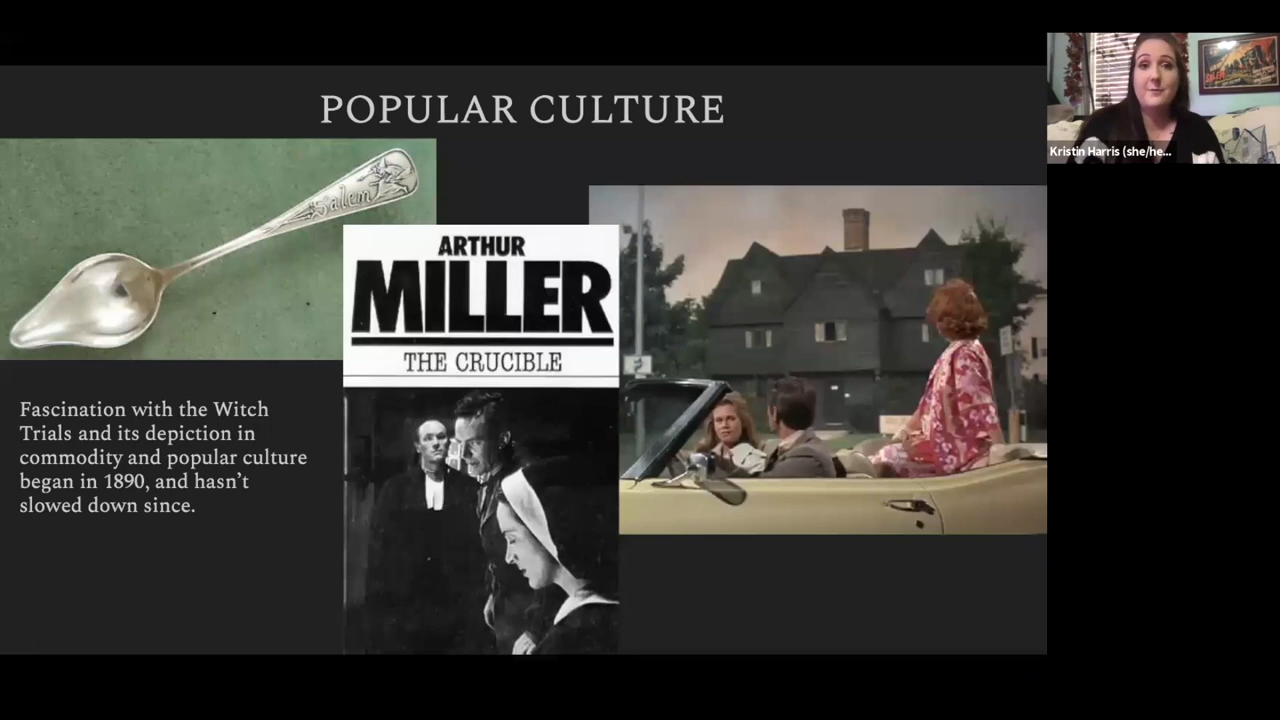 POPULAR CULTURE
Salem
ARTHUR
MILLER
THE CRUCIBLE
Fascination with the Witch
Trials and its depiction in
commodity and popular culture
began in 1890, and hasn't
slowed down since.
SALEM
Kristin Harris (she/he...